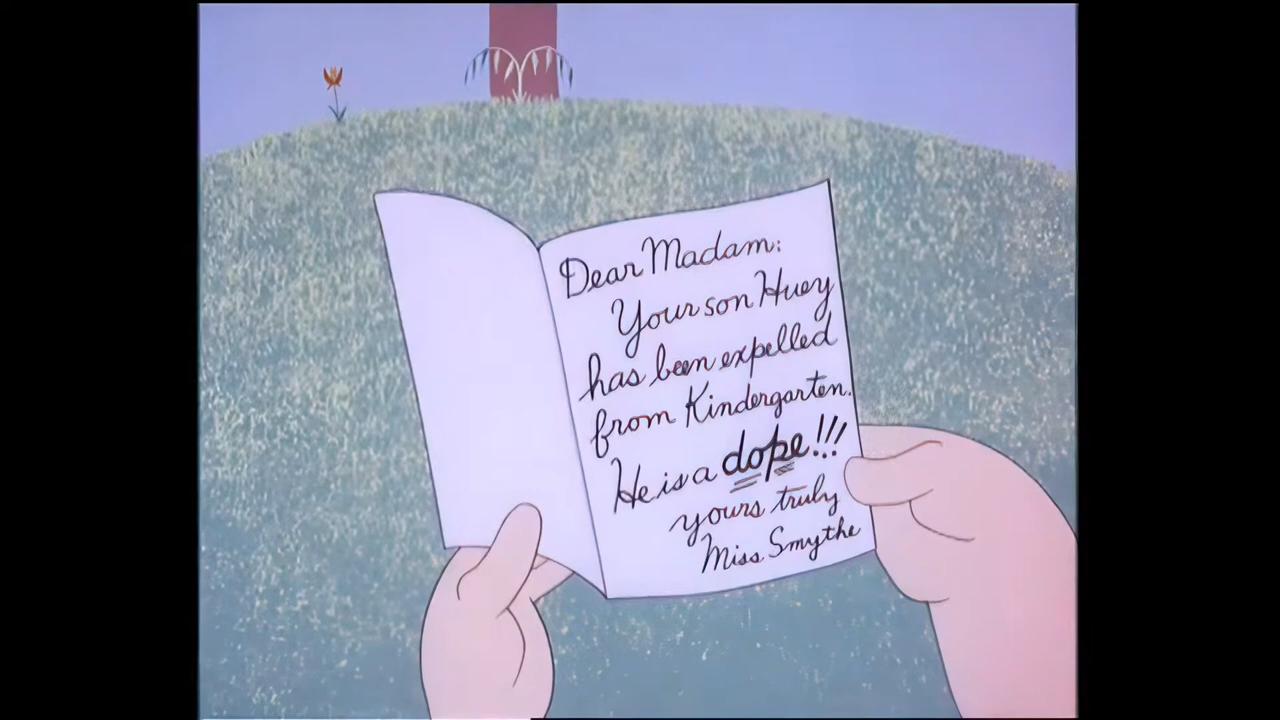 Dear Madam:
Your son Huey
has been expelled
from Kindergarten.
He is a dope!!!
yours truly
Miss Smythe